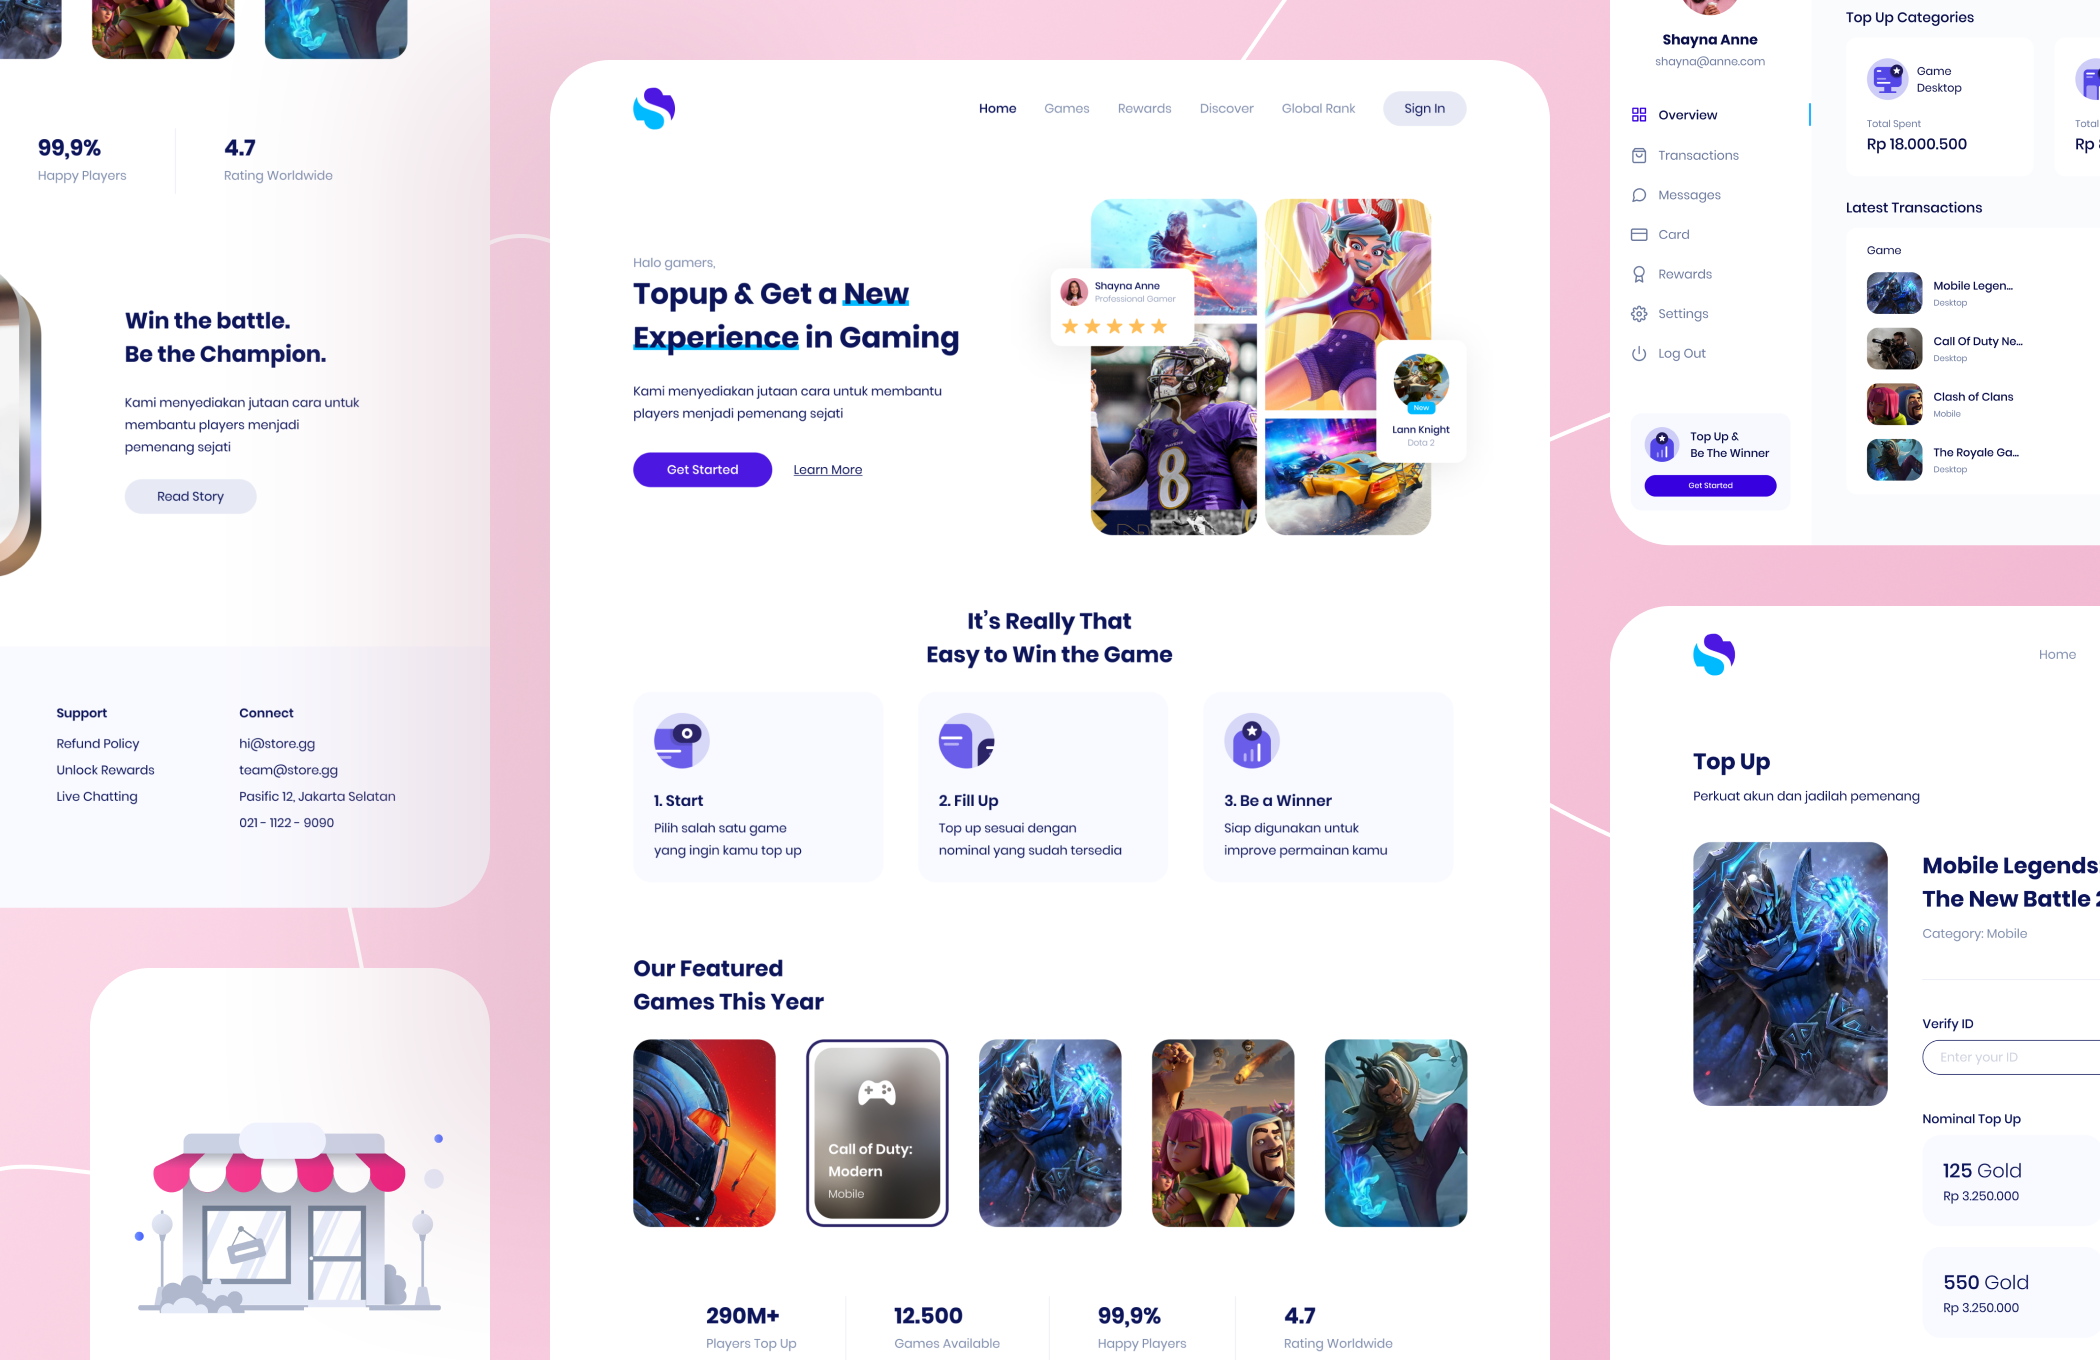 99,9%
Happy Players
4.7
Rating Worldwide
Win the battle.
Be the Champion.
Kami menyediakan jutaan cara untuk
membantu players menjadi
pemenang sejati
Read Story
Support
Refund Policy
Unlock Rewards
Live Chatting
Connect
hi@store.gg
team@store.gg
Pasific 12, Jakarta Selatan
021 - 1122 - 9090
Home
Games
Rewards
Discover
Global Rank
Sign In
Halo gamers,
Topup & Get a New
Experience in Gaming
Kami menyediakan jutaan cara untuk membantu
players menjadi pemenang sejati
Get Started
Learn More
Shayna Anne
Professional Gamer
8
New
Lann Knight
Dota 2
It's Really That
Easy to Win the Game
1. Start
Pilih salah satu game
yang ingin kamu top up
2. Fill Up
Top up sesuai dengan
nominal yang sudah tersedia
3. Be a Winner
Siap digunakan untuk
improve permainan kamu
Our Featured
Games This Year
Call of Duty:
Modern
Mobile
290M+
Players Top Up
12.500
Games Available
99,9%
Happy Players
4.7
Rating Worldwide
Shayna Anne
shayna@anne.com
Overview
Transactions
Messages
Card
Rewards
Settings
Log Out
Top Up &
Be The Winner
Get Started
Top Up Categories
Game
Desktop
Total Spent
Rp 18.000.500
Total
Rp
Latest Transactions
Game
Mobile Legen...
Desktop
Call Of Duty Ne...
Desktop
Clash of Clans
Mobile
The Royale Ga...
Desktop
Home
Top Up
Perkuat akun dan jadilah pemenang
Mobile Legends
The New Battle 2
Category: Mobile
Verify ID
Enter your ID
Nominal Top Up
125 Gold
Rp 3.250.000
550 Gold
Rp 3.250.000